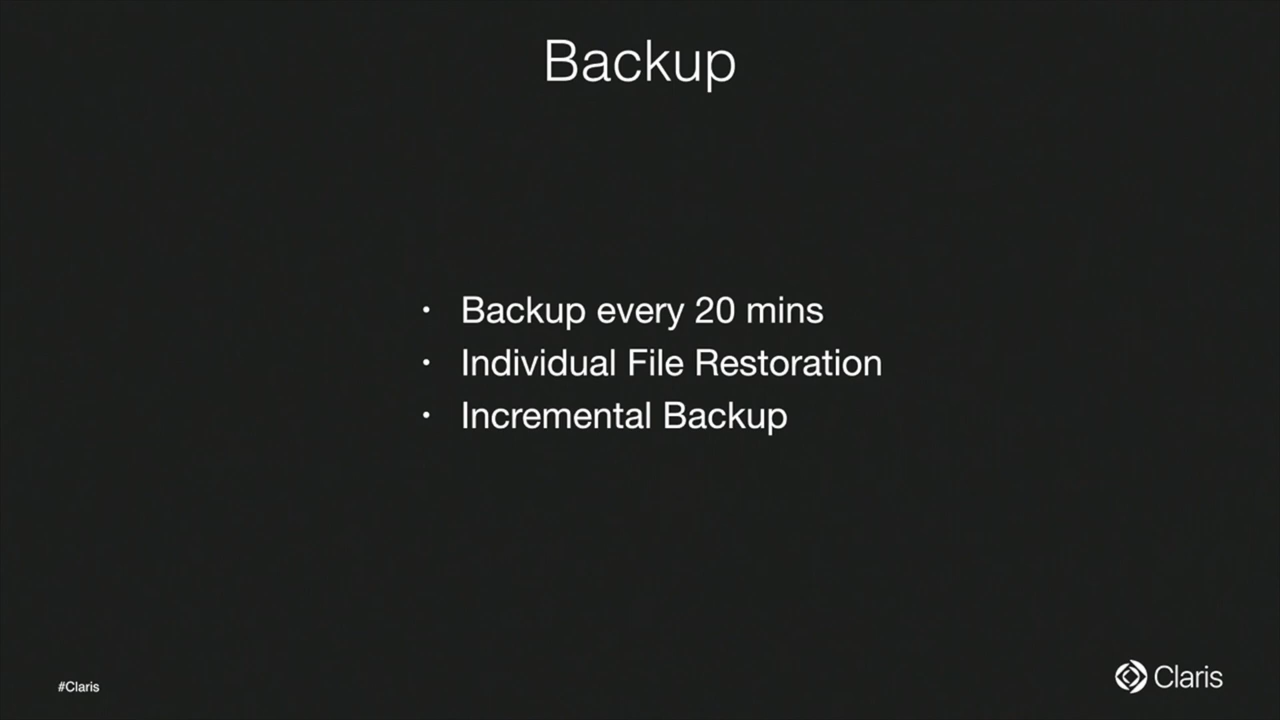 Backup
· Backup every 20 mins
· Individual File Restoration
· Incremental Backup
#Claris
Claris